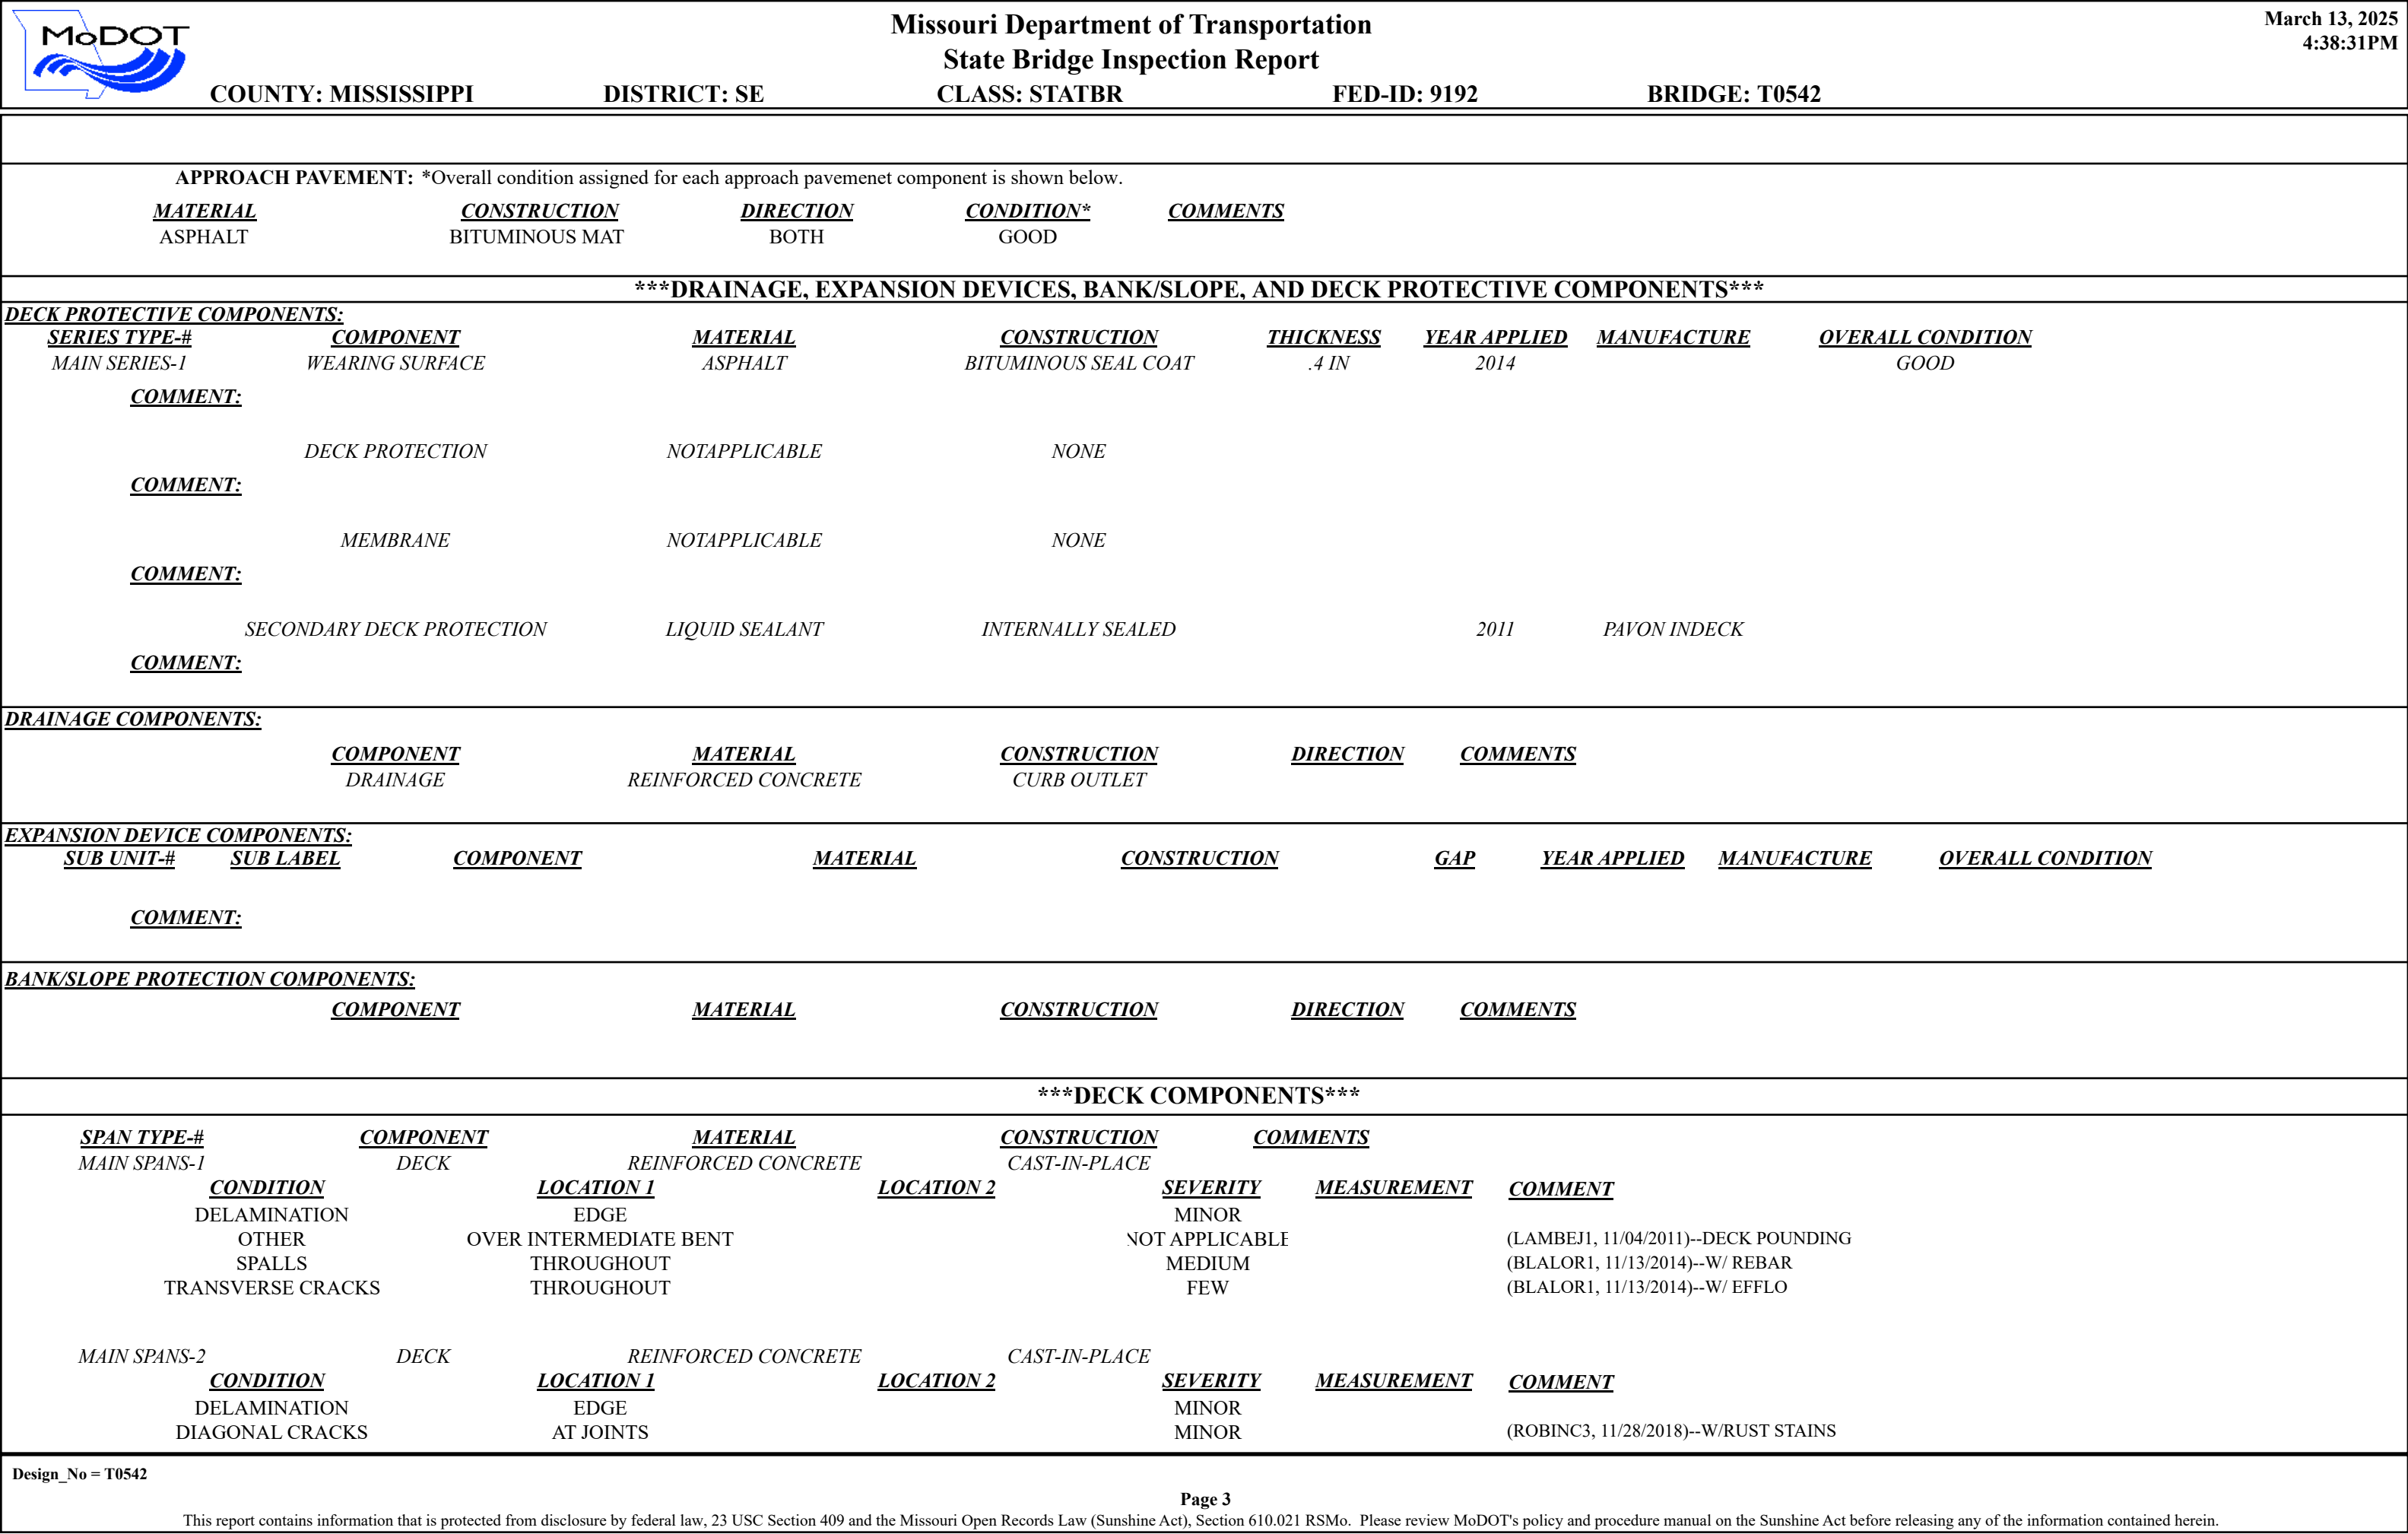 MoDOT
Missouri Department of Transportation
State Bridge Inspection Report
March 13, 2025
4:38:31PM
COUNTY: MISSISSIPPI DISTRICT: SE CLASS: STATBR FED-ID: 9192 BRIDGE: T0542
APPROACH PAVEMENT: *Overall condition assigned for each approach pavemenet component is shown below.
MATERIAL CONSTRUCTION DIRECTION CONDITION* COMMENTS
ASPHALT BITUMINOUS MAT BOTH GOOD
***DRAINAGE, EXPANSION DEVICES, BANK/SLOPE, AND DECK PROTECTIVE COMPONENTS***
DECK PROTECTIVE COMPONENTS:
SERIES TYPE-# COMPONENT MATERIAL CONSTRUCTION THICKNESS YEAR APPLIED MANUFACTURE OVERALL CONDITION
MAIN SERIES-1 WEARING SURFACE ASPHALT BITUMINOUS SEAL COAT .4 IN 2014 GOOD
COMMENT:
DECK PROTECTION NOTAPPLICABLE NONE
COMMENT:
MEMBRANE NOTAPPLICABLE NONE
COMMENT:
SECONDARY DECK PROTECTION LIQUID SEALANT INTERNALLY SEALED 2011 PAVON INDECK
COMMENT:
DRAINAGE COMPONENTS:
COMPONENT MATERIAL CONSTRUCTION DIRECTION COMMENTS
DRAINAGE REINFORCED CONCRETE CURB OUTLET
EXPANSION DEVICE COMPONENTS:
SUB UNIT-# SUB LABEL COMPONENT MATERIAL CONSTRUCTION GAP YEAR APPLIED MANUFACTURE OVERALL CONDITION
COMMENT:
BANK/SLOPE PROTECTION COMPONENTS:
COMPONENT MATERIAL CONSTRUCTION DIRECTION COMMENTS
***DECK COMPONENTS***
SPAN TYPE-# COMPONENT MATERIAL CONSTRUCTION COMMENTS
MAIN SPANS-1 DECK REINFORCED CONCRETE CAST-IN-PLACE
CONDITION LOCATION 1 LOCATION 2 SEVERITY MEASUREMENT COMMENT
DELAMINATION EDGE MINOR
OTHER OVER INTERMEDIATE BENT NOT APPLICABLE (LAMBEJ1, 11/04/2011)--DECK POUNDING
SPALLS THROUGHOUT MEDIUM (BLALOR1, 11/13/2014)--W/ REBAR
TRANSVERSE CRACKS THROUGHOUT FEW (BLALOR1, 11/13/2014)--W/ EFFLO
MAIN SPANS-2 DECK REINFORCED CONCRETE CAST-IN-PLACE
CONDITION LOCATION 1 LOCATION 2 SEVERITY MEASUREMENT COMMENT
DELAMINATION EDGE MINOR
DIAGONAL CRACKS AT JOINTS MINOR (ROBINC3, 11/28/2018)--W/RUST STAINS
Design_No = T0542
Page 3
This report contains information that is protected from disclosure by federal law, 23 USC Section 409 and the Missouri Open Records Law (Sunshine Act), Section 610.021 RSMo. Please review MoDOT's policy and procedure manual on the Sunshine Act before releasing any of the information contained herein.